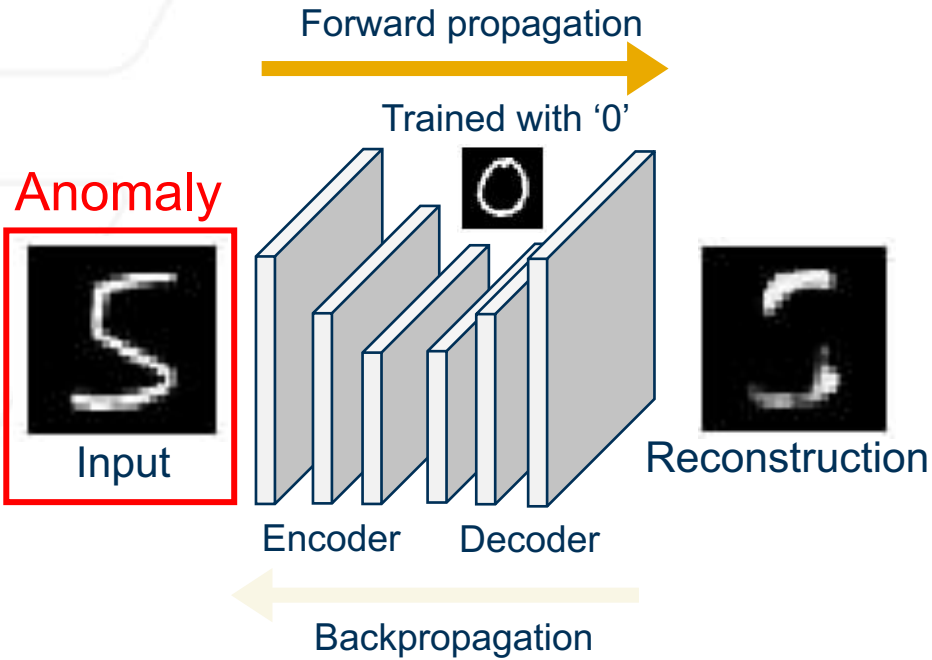 Forward propagation
Trained with ‘0’
Anomaly
Input
Reconstruction
Encoder
Decoder
Backpropagation